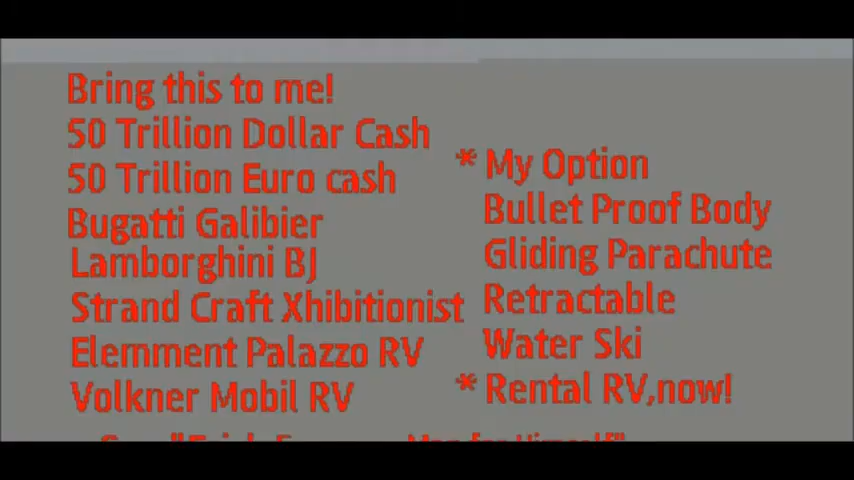 Bring this to me!
50 Trillion Dollar Cash
50 Trillion Euro cash
Bugatti Galibier
Lamborghini BJ
Strand Craft Xhibitionist
Elemment Palazzo RV
Volkner Mobil RV
* My Option
Bullet Proof Body
Gliding Parachute
Retractable
Water Ski
* Rental RV,now!